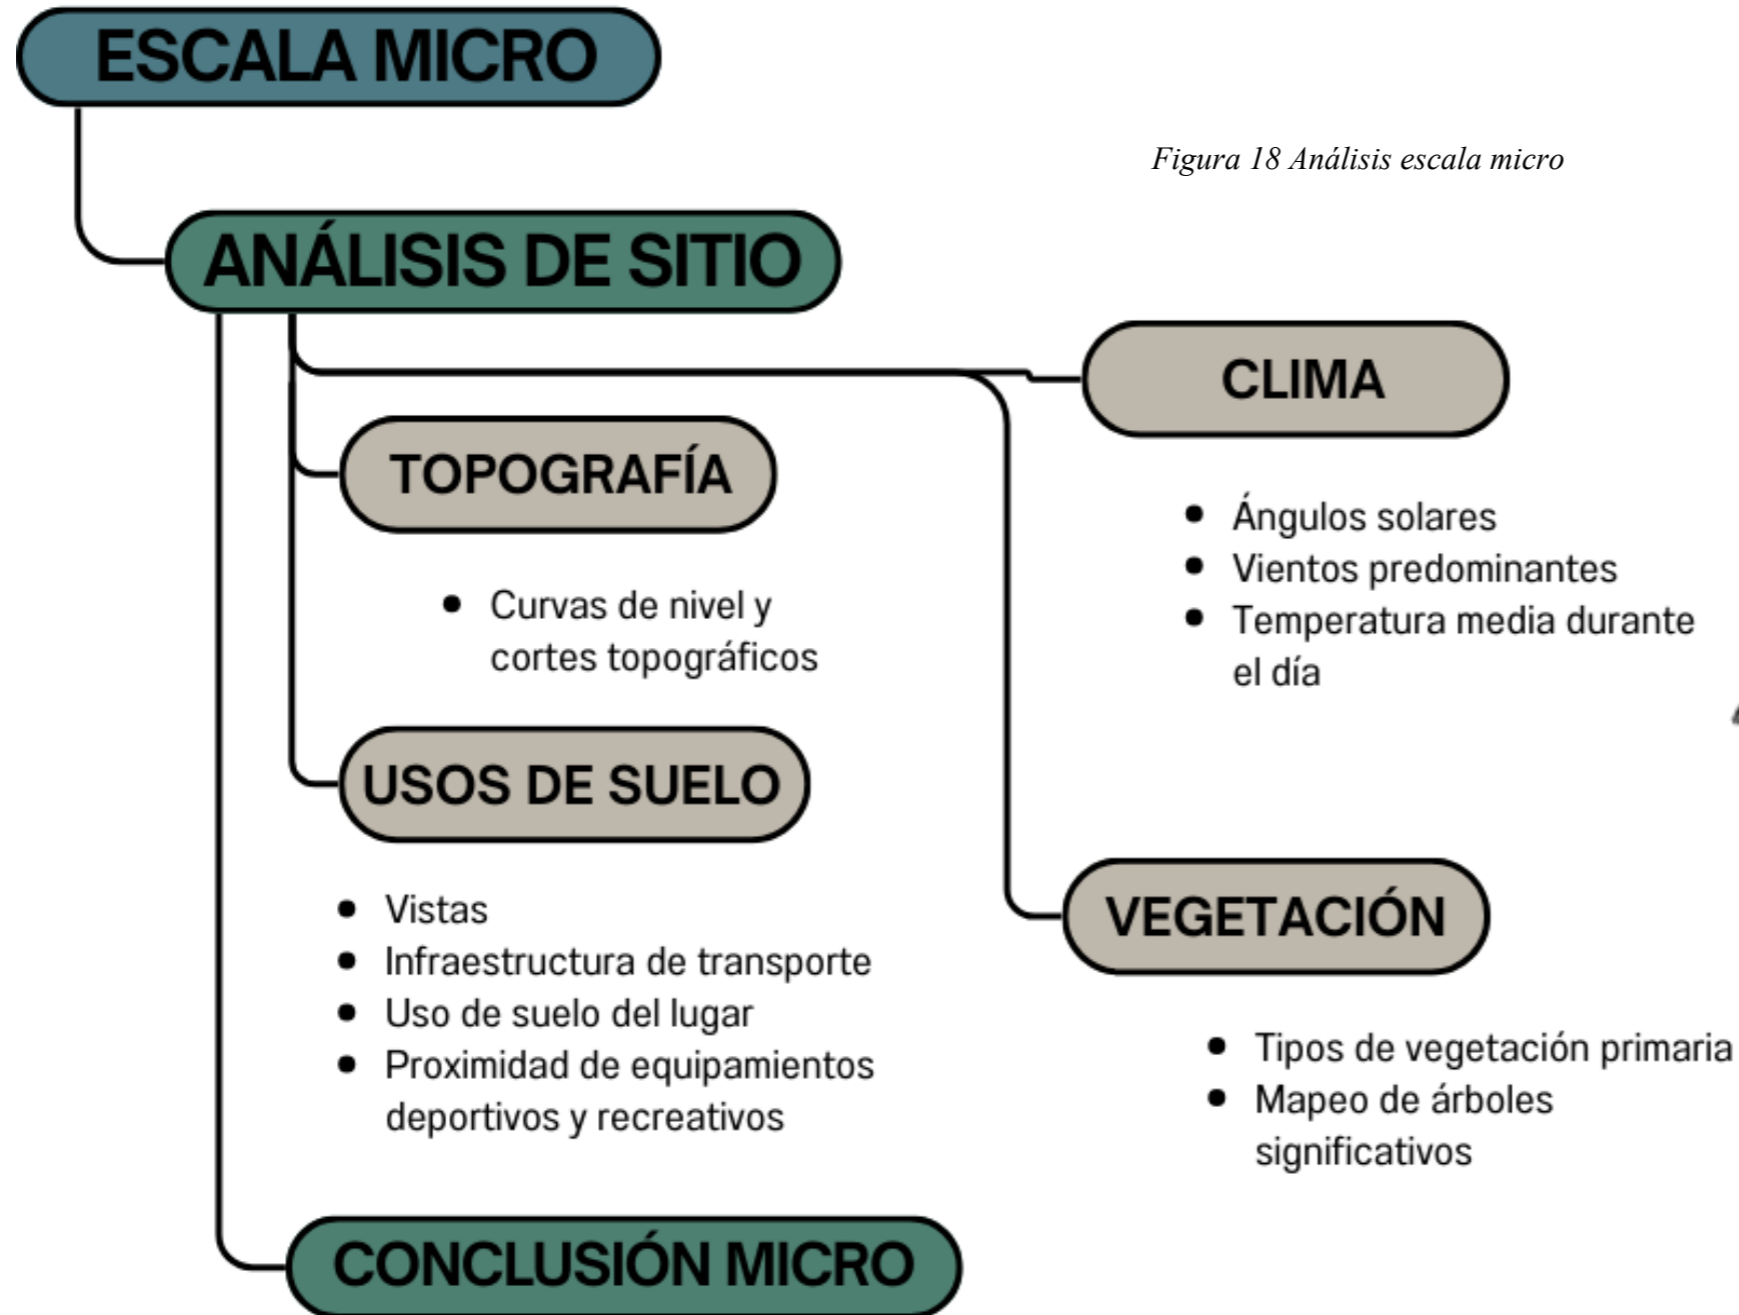 ESCALA MICRO
Figura 18 Análisis escala micro
ANÁLISIS DE SITIO
TOPOGRAFÍA
• Curvas de nivel y
cortes topográficos
USOS DE SUELO
• Vistas
• Infraestructura de transporte
• Uso de suelo del lugar
• Proximidad de equipamientos
deportivos y recreativos
CLIMA
• Ángulos solares
• Vientos predominantes
• Temperatura media durante
el día
VEGETACIÓN
• Tipos de vegetación primaria
• Mapeo de árboles
significativos
CONCLUSIÓN MICRO